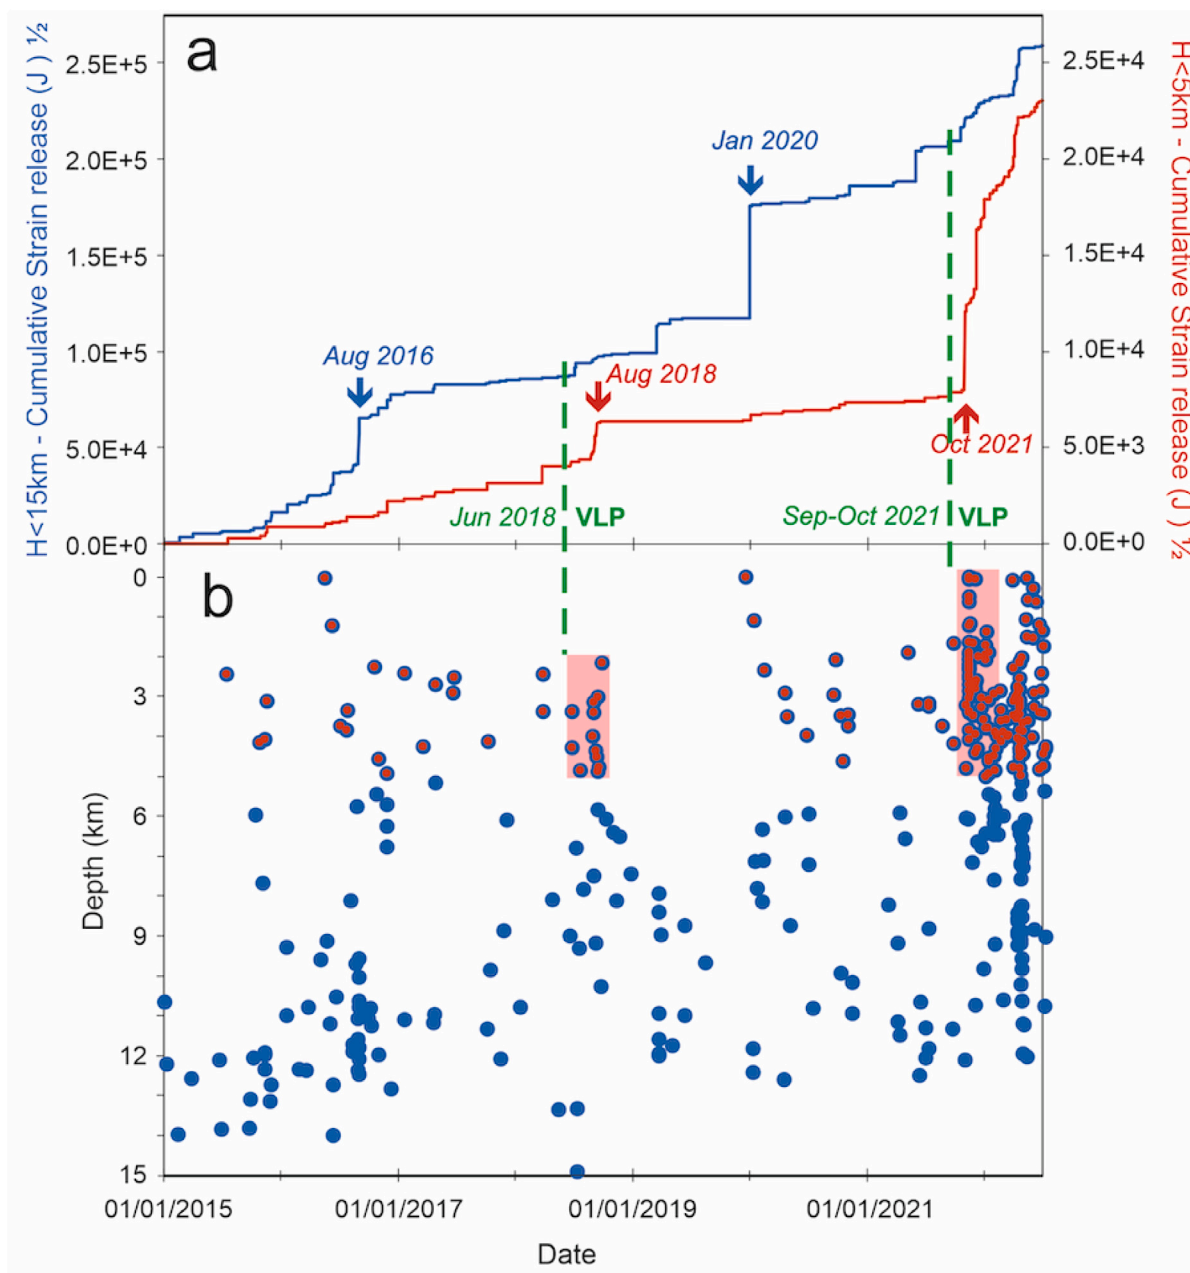 a
H<15km - Cumulative Strain release (J ) ½
H<5km - Cumulative Strain release (J ) ½
2.5E+5
2.0E+5
1.5E+5
1.0E+5
5.0E+4
0.0E+0
2.5E+4
2.0E+4
1.5E+4
1.0E+4
5.0E+3
0.0E+0
Jan 2020
Aug 2016
Aug 2018
Oct 2021
Jun 2018 VLP
Sep-Oct 2021 VLP
b
Depth (km)
0
3
6
9
12
15
01/01/2015
01/01/2017
01/01/2019
01/01/2021
Date